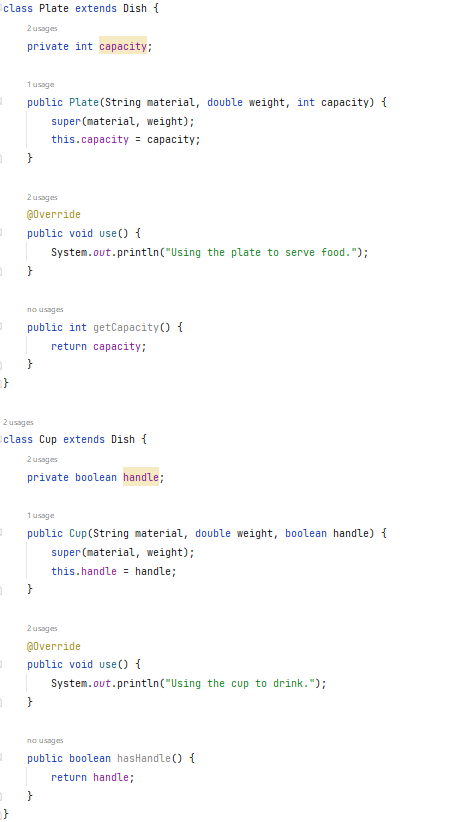 class Plate extends Dish {
2 usages
private int capacity;
1 usage
public Plate(String material, double weight, int capacity) {
super(material, weight);
this.capacity = capacity;
}
2 usages
@Override
public void use() {
System.out.println("Using the plate to serve food.");
}
no usages
public int getCapacity() {
return capacity;
}
}
2 usages
class Cup extends Dish {
2 usages
private boolean handle;
1 usage
public Cup(String material, double weight, boolean handle) {
super(material, weight);
this.handle = handle;
}
2 usages
@Override
public void use() {
System.out.println("Using the cup to drink.");
}
no usages
public boolean hasHandle() {
return handle;
}
}